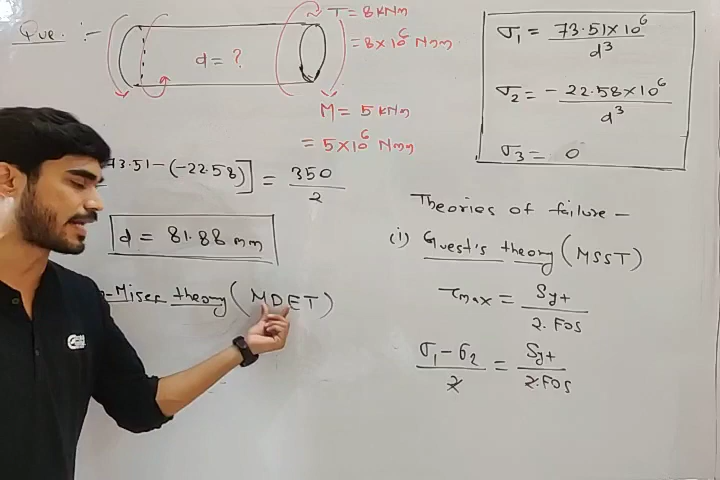 Que. :-
T = 8 kNm
= 8×10⁶ Nmm
d = ?
M = 5 kNm
= 5×10⁶ Nmm
σ₁ = 73.51×10⁶ / d³
σ₂ = - 22.58×10⁶ / d³
σ₃ = 0
73.51 - (-22.58)] = 350 / 2
d = 81.88 mm
-Mises theory (MDET)
Theories of failure -
(i) Guest's theory (MSST)
τmax = Syt / 2. FOS
σ₁ - σ₂ / 2 = Syt / 2. FOS